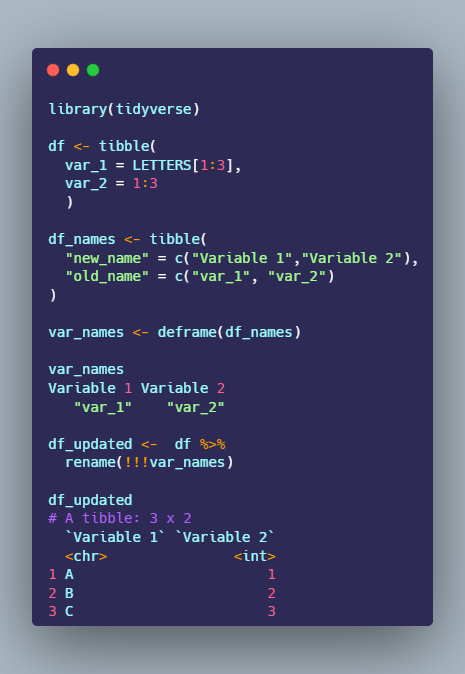 library(tidyverse)
df <- tibble(
  var_1 = LETTERS[1:3],
  var_2 = 1:3
  )
df_names <- tibble(
  "new_name" = c("Variable 1","Variable 2"),
  "old_name" = c("var_1", "var_2")
)
var_names <- deframe(df_names)
var_names
Variable 1 Variable 2
   "var_1"    "var_2"
df_updated <-  df %>%
  rename(!!!var_names)
df_updated
# A tibble: 3 x 2
  `Variable 1` `Variable 2`
  <chr>               <int>
1 A                       1
2 B                       2
3 C                       3